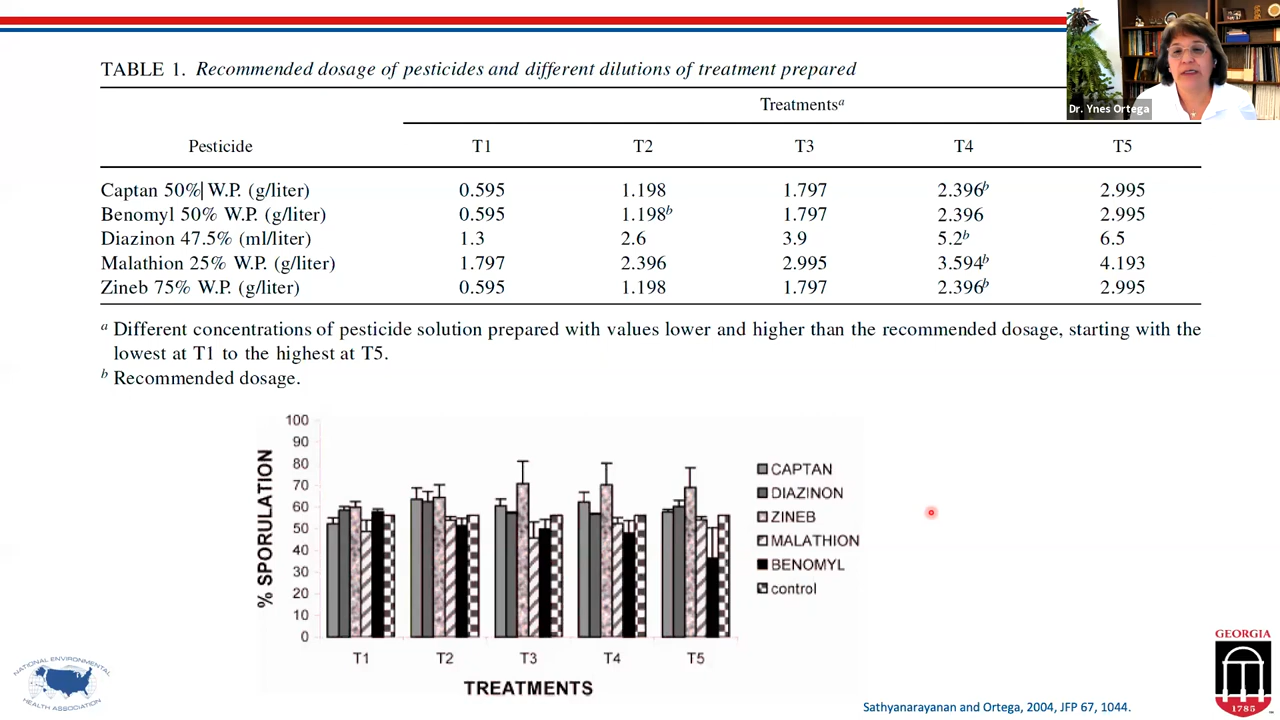 Dr. Ynes Ortega
TABLE 1. Recommended dosage of pesticides and different dilutions of treatment prepared
Treatmentsa
Pesticide T1 T2 T3 T4 T5
Captan 50% W.P. (g/liter) 0.595 1.198 1.797 2.396b 2.995
Benomyl 50% W.P. (g/liter) 0.595 1.198b 1.797 2.396 2.995
Diazinon 47.5% (ml/liter) 1.3 2.6 3.9 5.2b 6.5
Malathion 25% W.P. (g/liter) 1.797 2.396 2.995 3.594b 4.193
Zineb 75% W.P. (g/liter) 0.595 1.198 1.797 2.396b 2.995
a Different concentrations of pesticide solution prepared with values lower and higher than the recommended dosage, starting with the
lowest at T1 to the highest at T5.
b Recommended dosage.
% SPORULATION
100
90
80
70
60
50
40
30
20
10
0
T1 T2 T3 T4 T5
TREATMENTS
CAPTAN
DIAZINON
ZINEB
MALATHION
BENOMYL
control
NATIONAL ENVIRONMENTAL
HEALTH ASSOCIATION
Sathyanarayanan and Ortega, 2004, JFP 67, 1044.
GEORGIA
1785